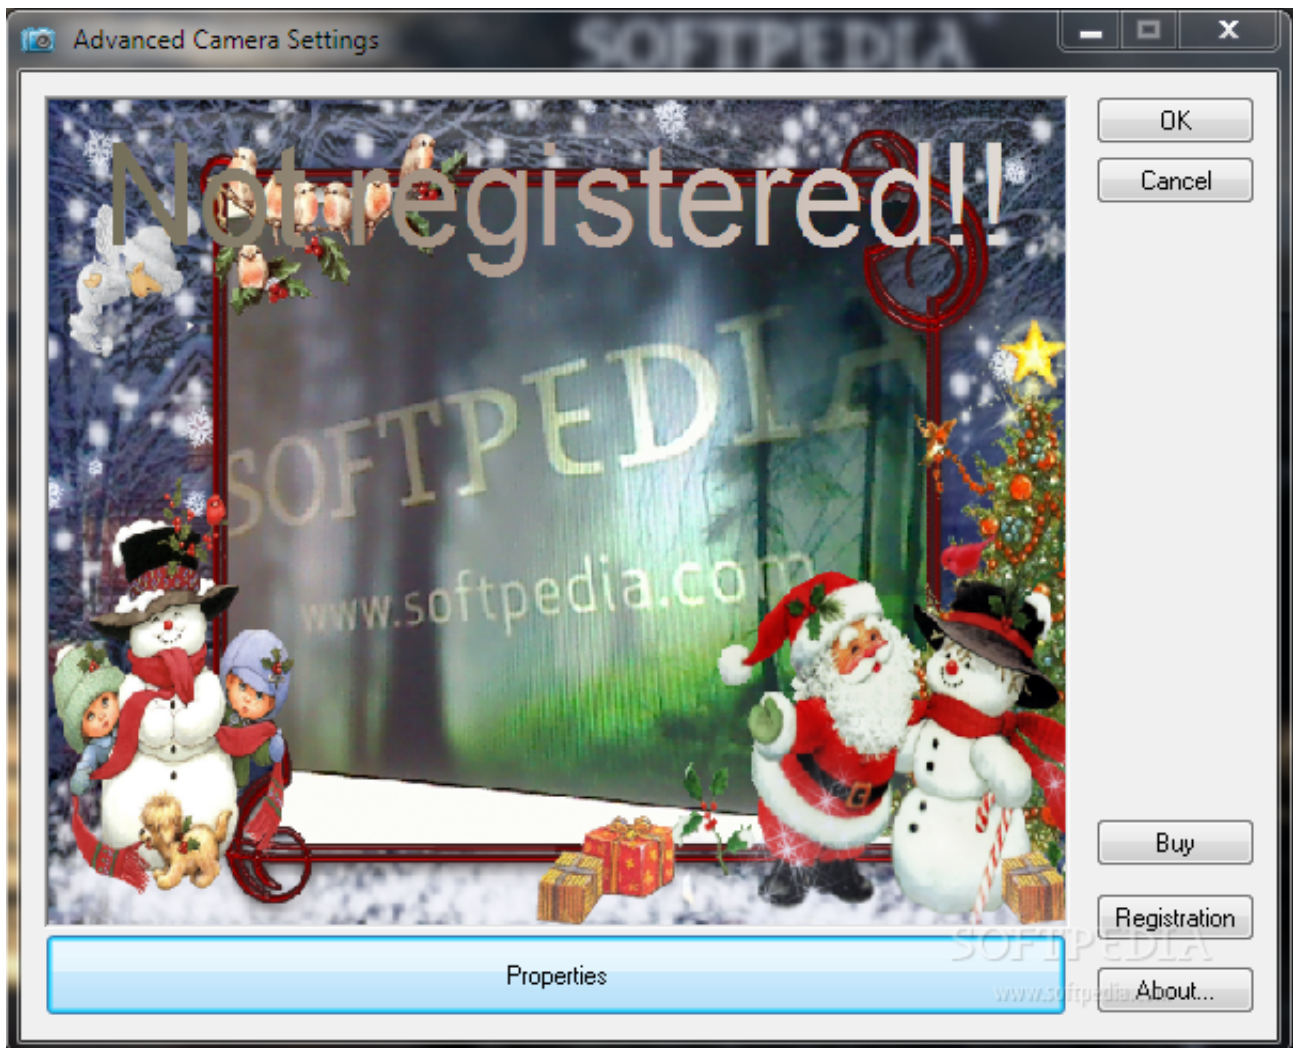 Advanced Camera Settings
SOFTPEDIA
OK
Cancel
Not registered!!
SOFTPEDIA
www.softpedia.com
Buy
Registration
SOFTPEDIA
Properties
www.softpedia.com
About...